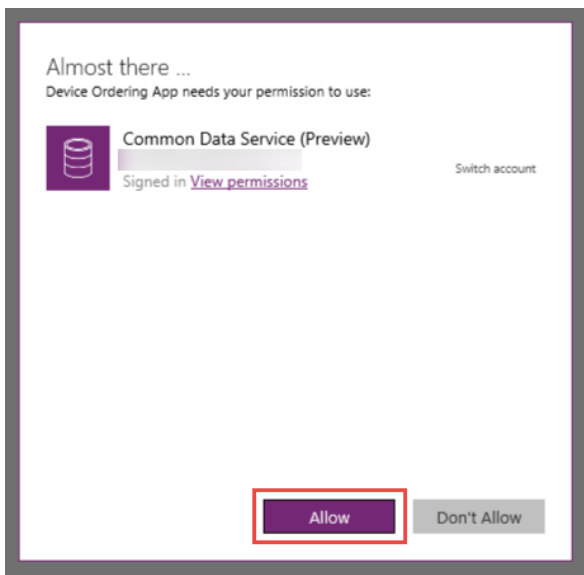 Almost there ...
Device Ordering App needs your permission to use:
Common Data Service (Preview)
Signed in View permissions
Switch account
Allow
Don't Allow